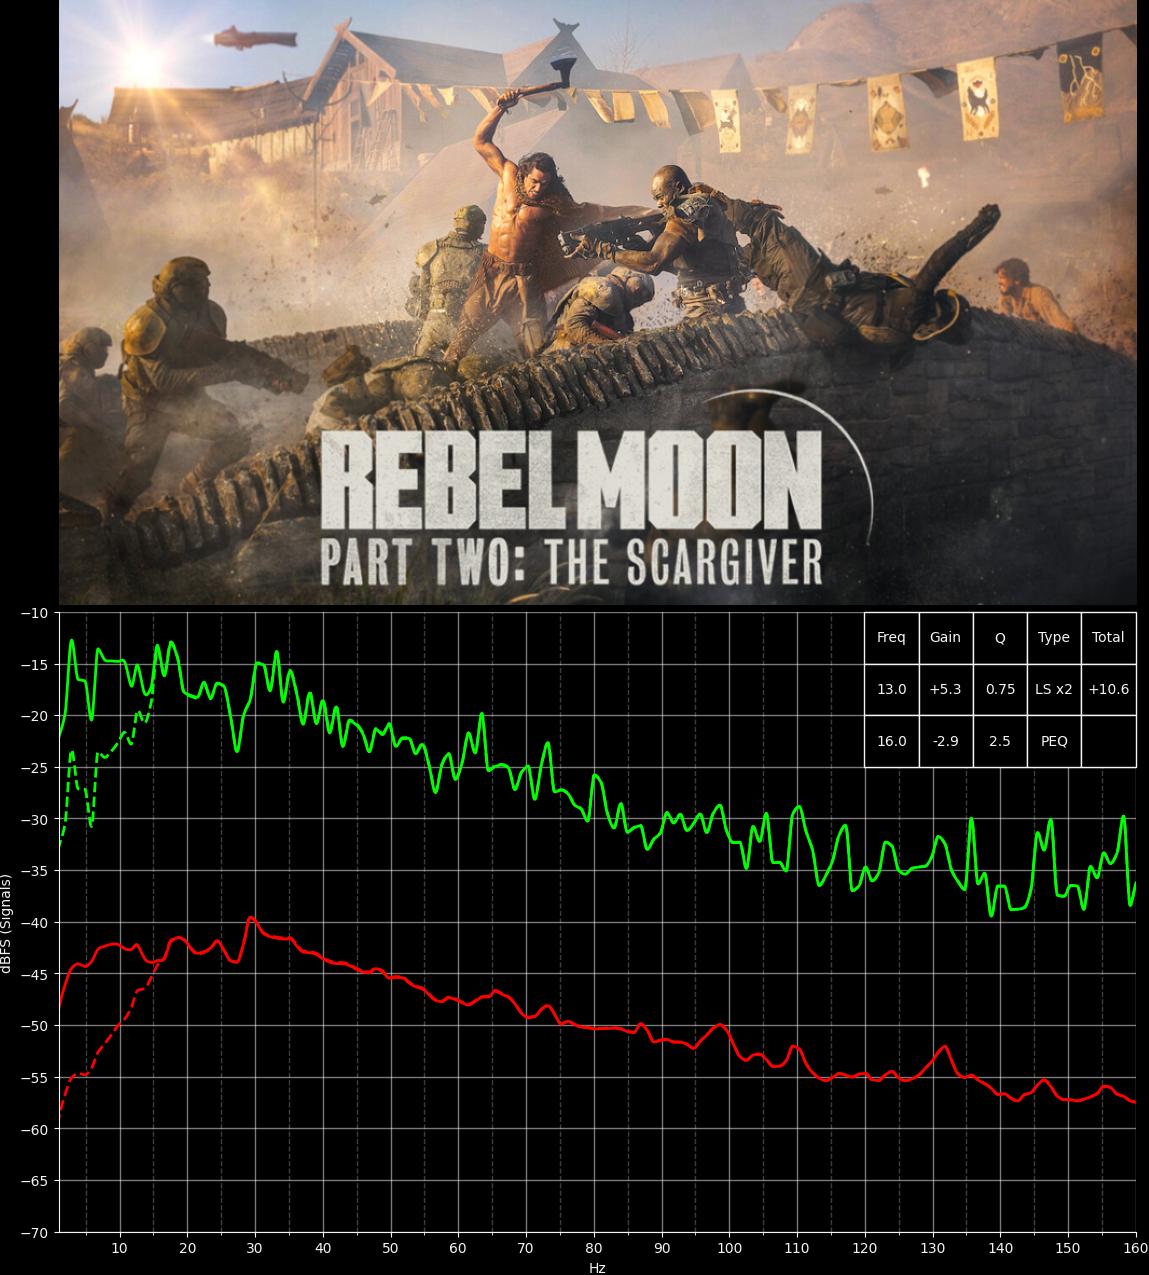 REBEL MOON
PART TWO: THE SCARGIVER
Freq Gain Q Type Total
13.0 +5.3 0.75 LS x2 +10.6
16.0 -2.9 2.5 PEQ
−10
−15
−20
−25
−30
−35
−40
−45
−50
−55
−60
−65
−70
dBFS (Signals)
10 20 30 40 50 60 70 80 90 100 110 120 130 140 150 160
Hz